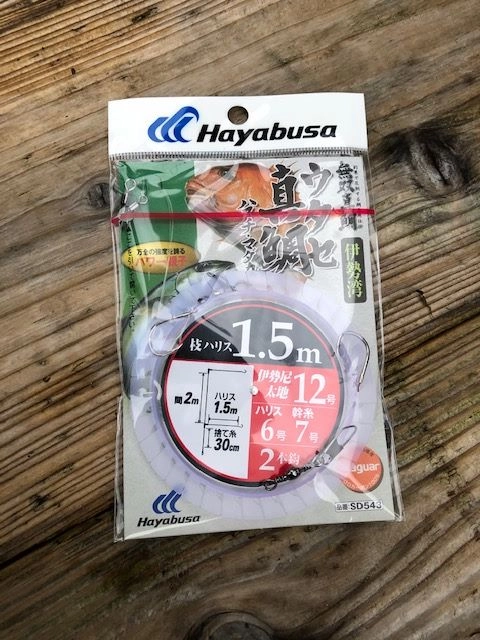 Hayabusa
無双真鯛
ウタセ
真鯛
伊勢湾
万全の強度を誇る
枝ハリス 1.5m
間2m
ハリス
1.5m
捨て糸
30cm
伊勢尼
太地 12号
ハリス 幹糸
6号 7号
2本鈎
aguar
Hayabusa
品番 SD543